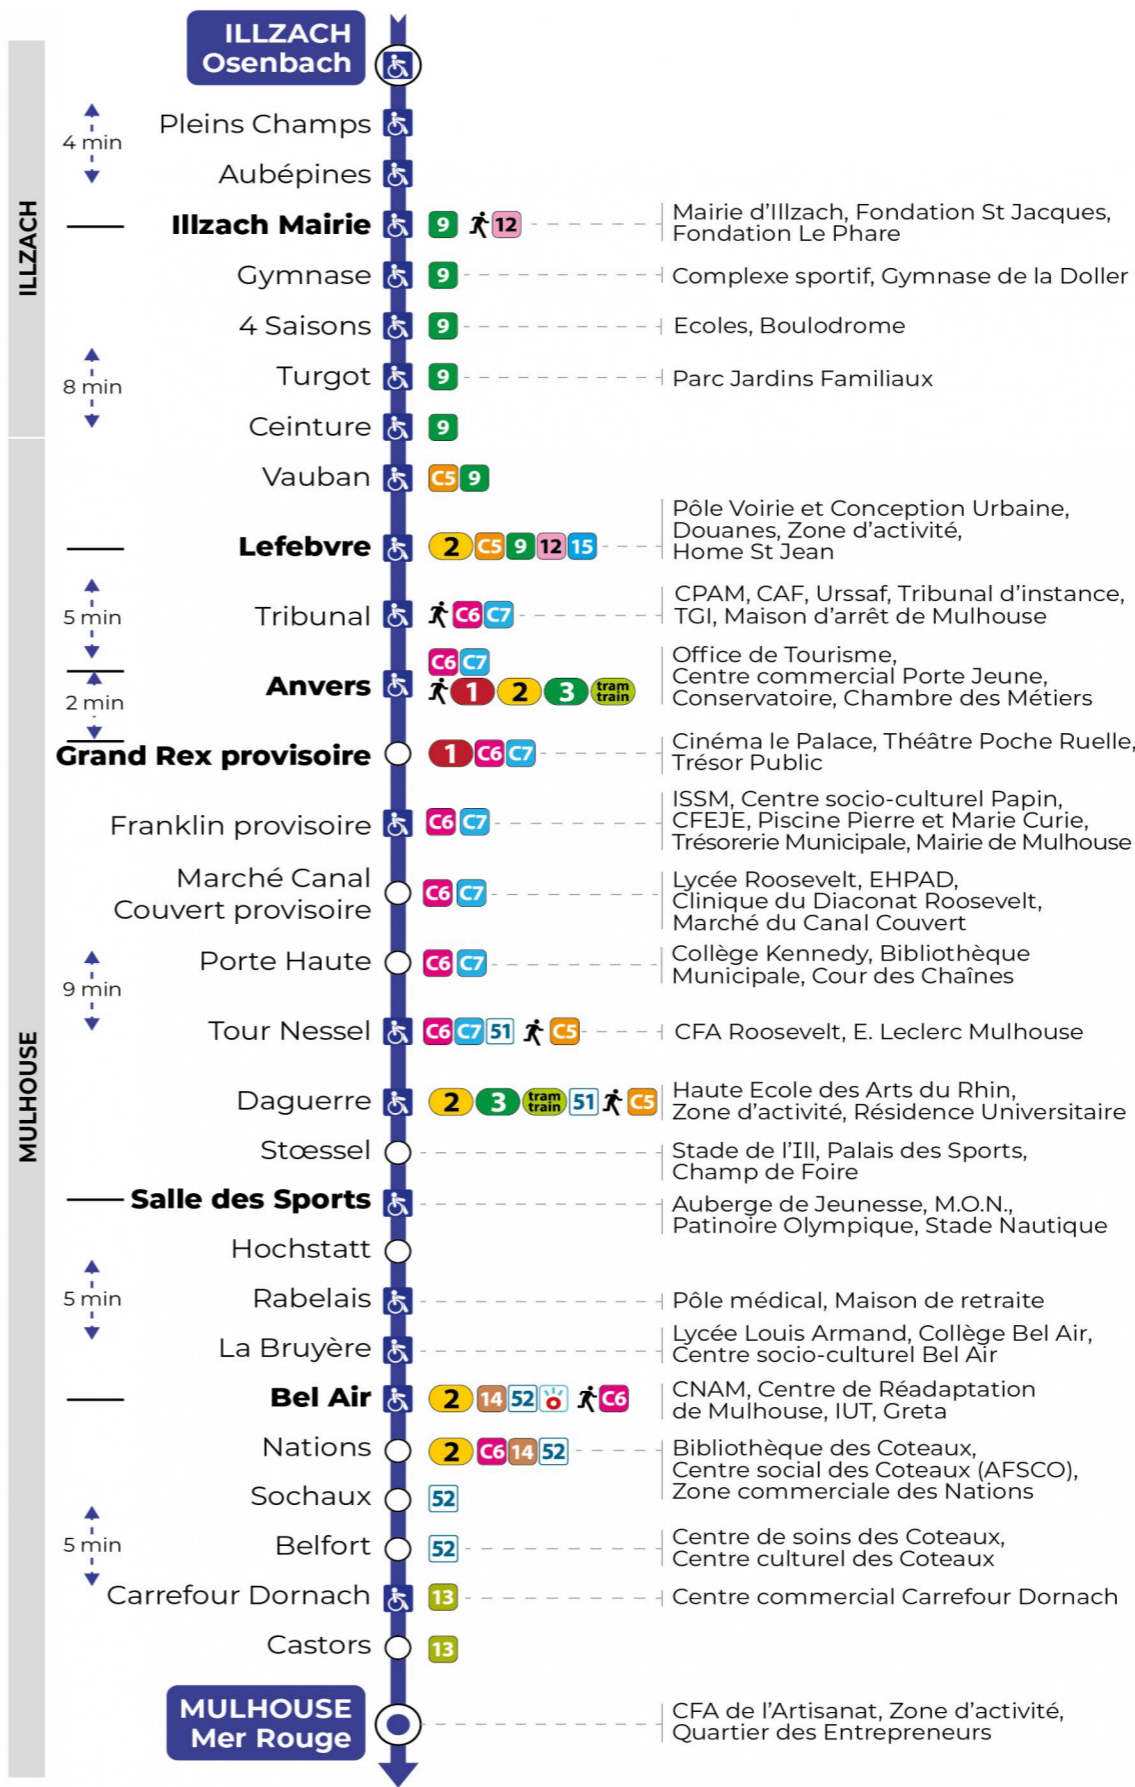 ILLZACH
Osenbach
Pleins Champs
4 min
Aubépines
ILLZACH
Illzach Mairie
9
12
Mairie d'Illzach, Fondation St Jacques,
Fondation Le Phare
Gymnase
9
Complexe sportif, Gymnase de la Doller
4 Saisons
9
Ecoles, Boulodrome
Turgot
9
Parc Jardins Familiaux
8 min
Ceinture
9
Vauban
C5 9
Lefebvre
2 C5 9 12 15
Pôle Voirie et Conception Urbaine,
Douanes, Zone d'activité,
Home St Jean
5 min
Tribunal
C6 C7
CPAM, CAF, Urssaf, Tribunal d'instance,
TGI, Maison d'arrêt de Mulhouse
Anvers
C6 C7
1 2 3 tram
train
Office de Tourisme,
Centre commercial Porte Jeune,
Conservatoire, Chambre des Métiers
2 min
Grand Rex provisoire
1 C6 C7
Cinéma le Palace, Théâtre Poche Ruelle,
Trésor Public
Franklin provisoire
C6 C7
ISSM, Centre socio-culturel Papin,
CFEJE, Piscine Pierre et Marie Curie,
Trésorerie Municipale, Mairie de Mulhouse
Marché Canal
Couvert provisoire
C6 C7
Lycée Roosevelt, EHPAD,
Clinique du Diaconat Roosevelt,
Marché du Canal Couvert
Porte Haute
C6 C7
Collège Kennedy, Bibliothèque
Municipale, Cour des Chaînes
9 min
Tour Nessel
C6 C7 51 C5
CFA Roosevelt, E. Leclerc Mulhouse
MULHOUSE
Daguerre
2 3 tram
train 51 C5
Haute Ecole des Arts du Rhin,
Zone d'activité, Résidence Universitaire
Stœssel
Stade de l'Ill, Palais des Sports,
Champ de Foire
Salle des Sports
Auberge de Jeunesse, M.O.N.,
Patinoire Olympique, Stade Nautique
Hochstatt
5 min
Rabelais
Pôle médical, Maison de retraite
La Bruyère
Lycée Louis Armand, Collège Bel Air,
Centre socio-culturel Bel Air
Bel Air
2 14 52 C6
CNAM, Centre de Réadaptation
de Mulhouse, IUT, Greta
Nations
2 C6 14 52
Bibliothèque des Coteaux,
Centre social des Coteaux (AFSCO),
Zone commerciale des Nations
Sochaux
52
5 min
Belfort
52
Centre de soins des Coteaux,
Centre culturel des Coteaux
Carrefour Dornach
13
Centre commercial Carrefour Dornach
Castors
13
MULHOUSE
Mer Rouge
CFA de l'Artisanat, Zone d'activité,
Quartier des Entrepreneurs